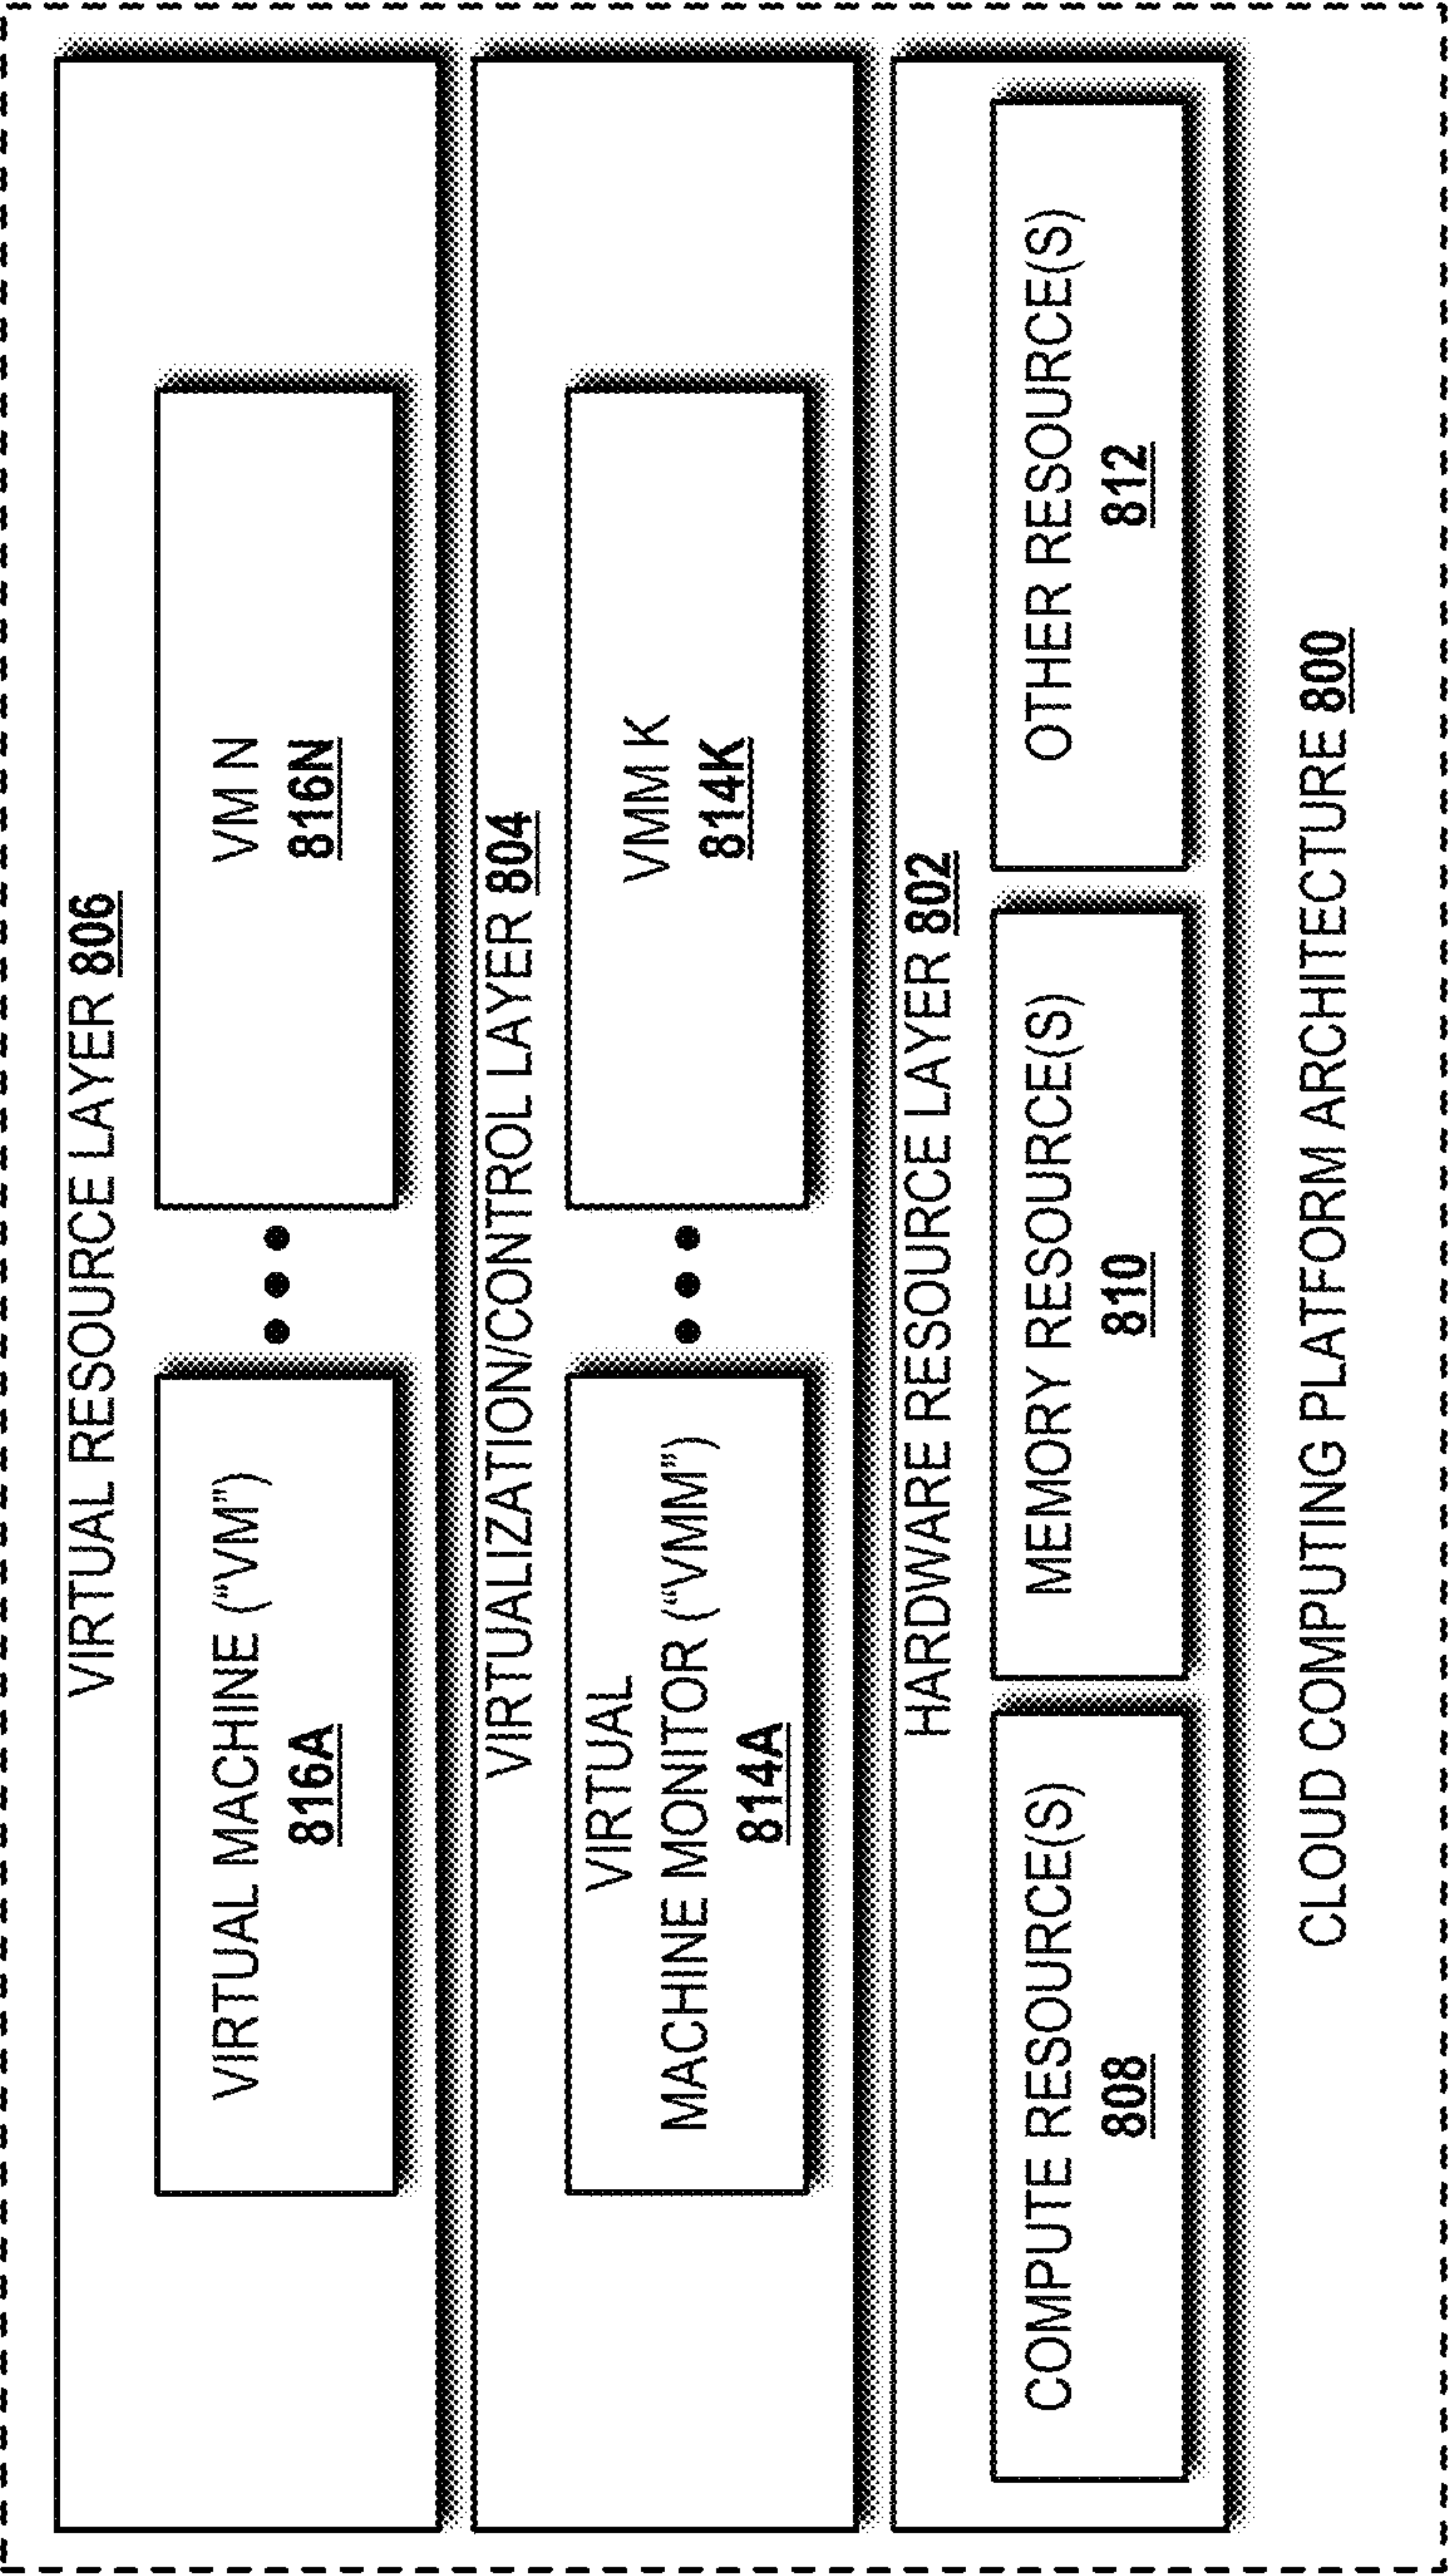 VIRTUAL RESOURCE LAYER 806
VIRTUAL MACHINE (“VM”)
816A
VM N
816N
VIRTUALIZATION/CONTROL LAYER 804
VIRTUAL
MACHINE MONITOR (“VMM”)
814A
VMM K
814K
HARDWARE RESOURCE LAYER 802
COMPUTE RESOURCE(S)
808
MEMORY RESOURCE(S)
810
OTHER RESOURCE(S)
812
CLOUD COMPUTING PLATFORM ARCHITECTURE 800